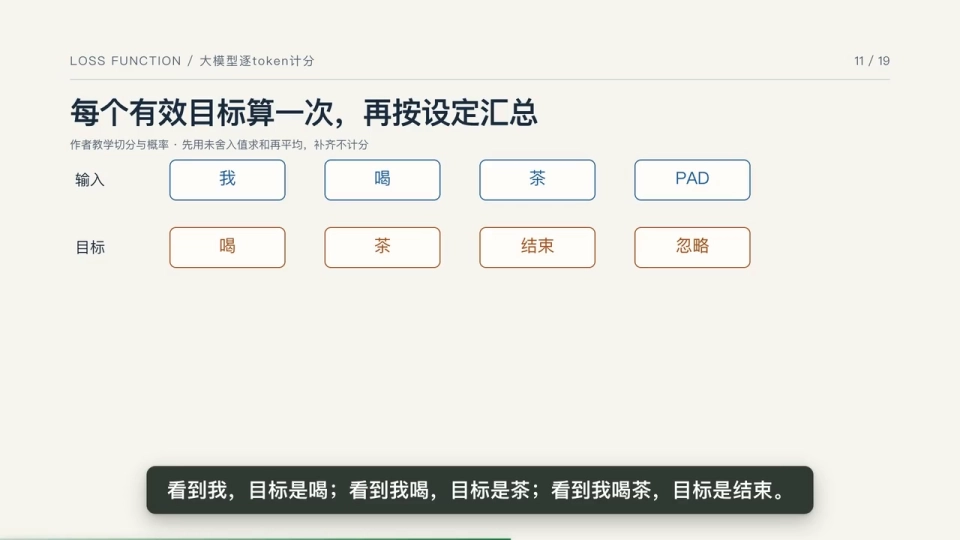 LOSS FUNCTION / 大模型逐token计分
11 / 19
每个有效目标算一次，再按设定汇总
作者教学切分与概率 · 先用未舍入值求和再平均，补齐不计分
输入 我 喝 茶 PAD
目标 喝 茶 结束 忽略
看到我，目标是喝；看到我喝，目标是茶；看到我喝茶，目标是结束。